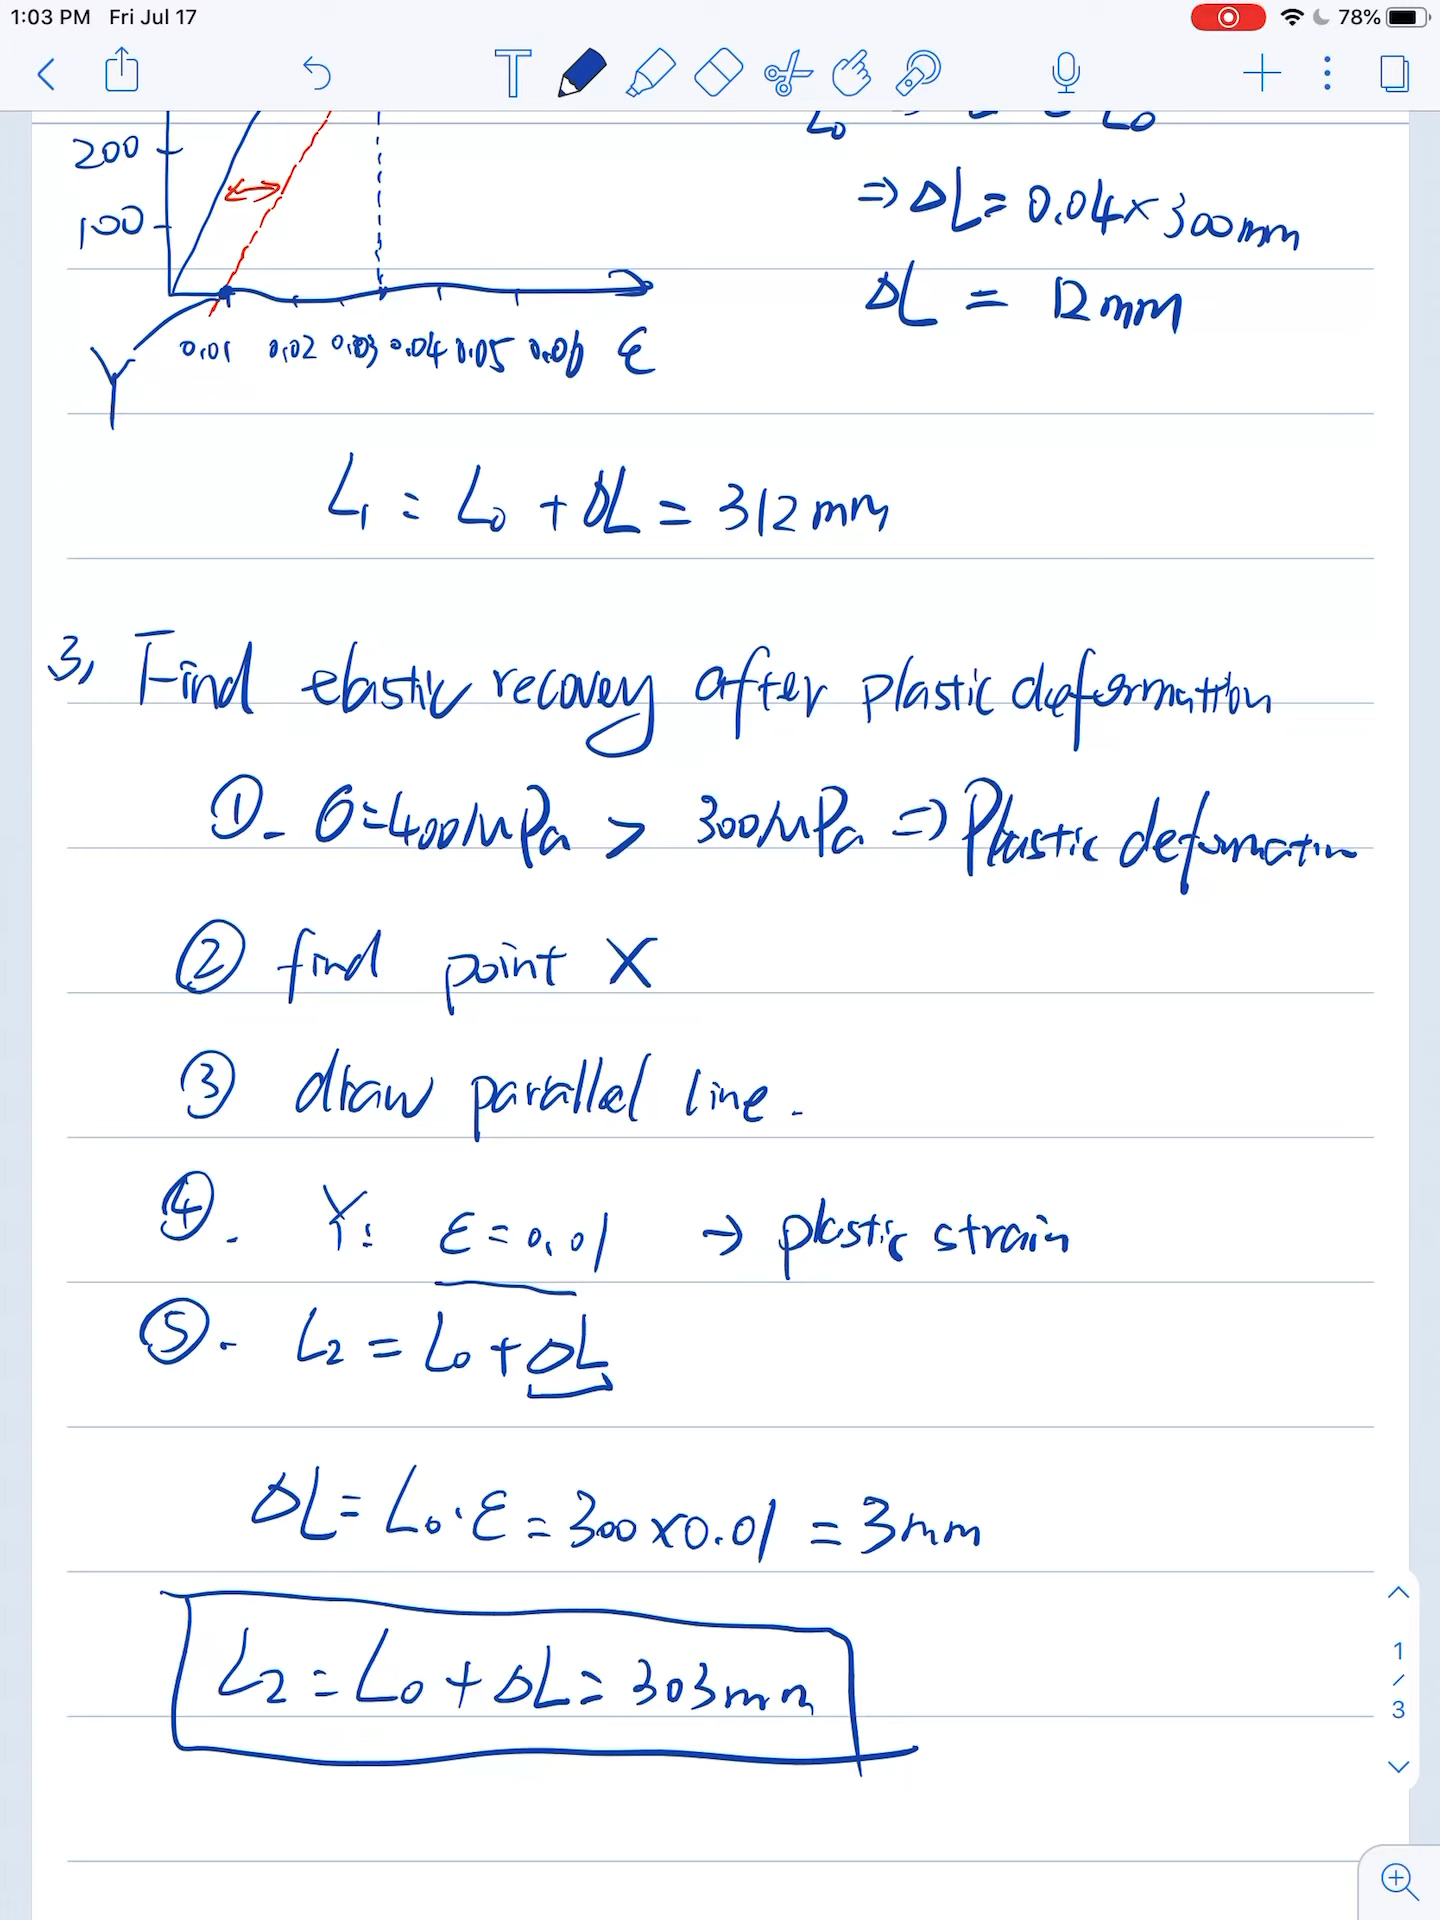 1:03 PM Fri Jul 17
78%
T
200
100
⇒ ΔL = 0.04 × 300mm
ΔL = 12mm
0.01 0.02 0.03 0.04 0.05 0.06 ε
Y
L₁ = L₀ + ΔL = 312mm
3, Find elastic recovery after plastic deformation
①- σ=400MPa > 300MPa ⇒ Plastic deformation
② find point X
③ draw parallel line.
④. Y: ε = 0.01 → plastic strain
⑤. L₂ = L₀ + ΔL
ΔL = L₀·ε = 300×0.01 = 3mm
L₂ = L₀ + ΔL = 303mm
1
/
3